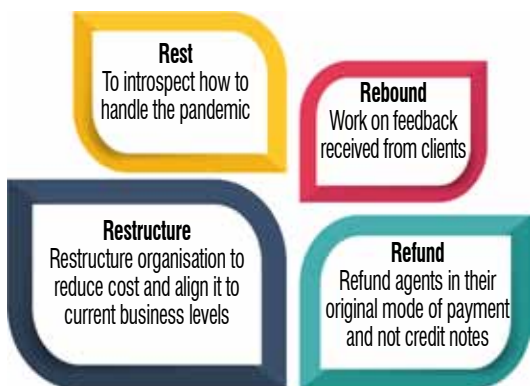 Rest
To introspect how to
handle the pandemic
Rebound
Work on feedback
received from clients
Restructure
Restructure organisation to
reduce cost and align it to
current business levels
Refund
Refund agents in their
original mode of payment
and not credit notes